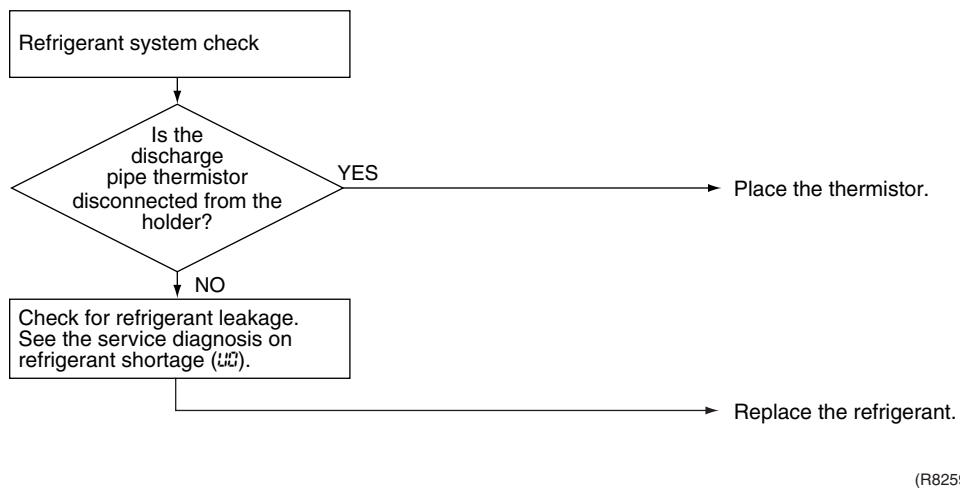 Refrigerant system check
Is the
discharge
pipe thermistor
disconnected from the
holder?
YES
Place the thermistor.
NO
Check for refrigerant leakage.
See the service diagnosis on
refrigerant shortage (U0).
Replace the refrigerant.
(R8259